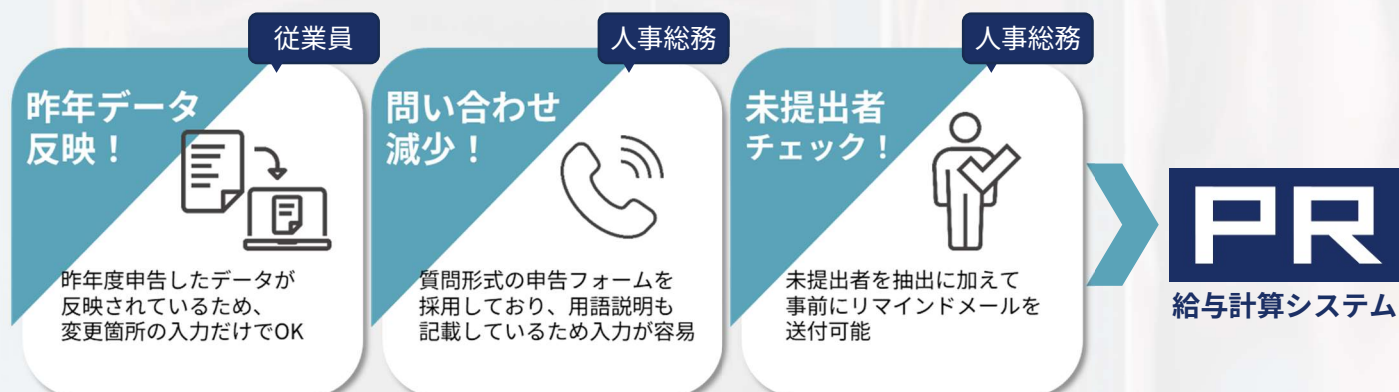 従業員
昨年データ
反映！
昨年度申告したデータが
反映されているため、
変更箇所の入力だけでOK
人事総務
問い合わせ
減少！
質問形式の申告フォームを
採用しており、用語説明も
記載しているため入力が容易
人事総務
未提出者
チェック！
未提出者を抽出に加えて
事前にリマインドメールを
送付可能
PR
給与計算システム